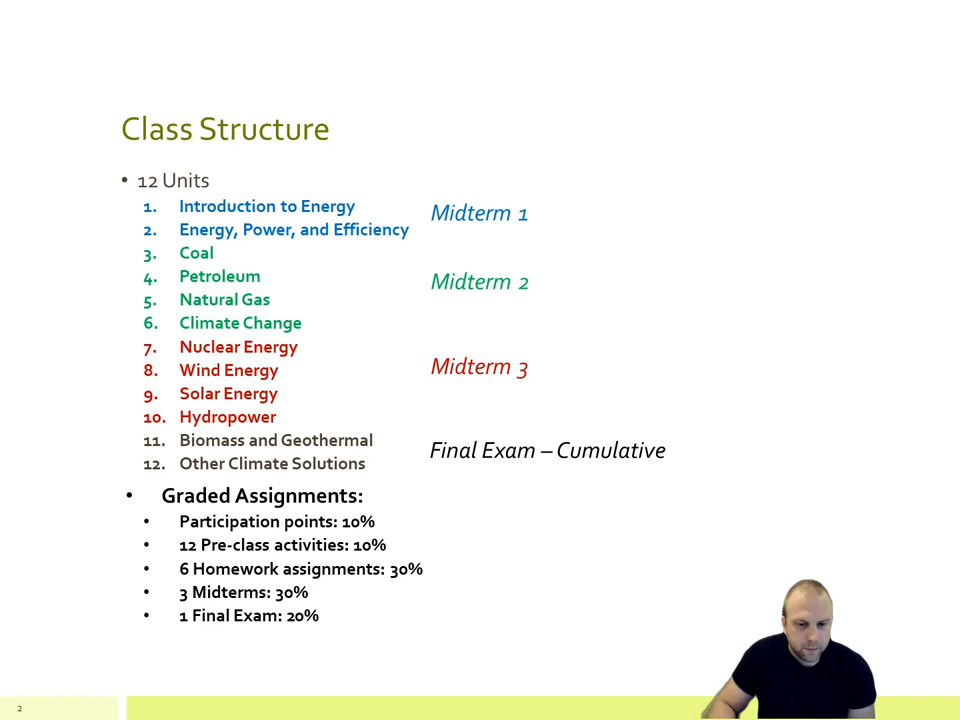 Class Structure
• 12 Units
1. Introduction to Energy
2. Energy, Power, and Efficiency
Midterm 1
3. Coal
4. Petroleum
5. Natural Gas
6. Climate Change
Midterm 2
7. Nuclear Energy
8. Wind Energy
9. Solar Energy
10. Hydropower
Midterm 3
11. Biomass and Geothermal
12. Other Climate Solutions
Final Exam – Cumulative
• Graded Assignments:
• Participation points: 10%
• 12 Pre-class activities: 10%
• 6 Homework assignments: 30%
• 3 Midterms: 30%
• 1 Final Exam: 20%
2